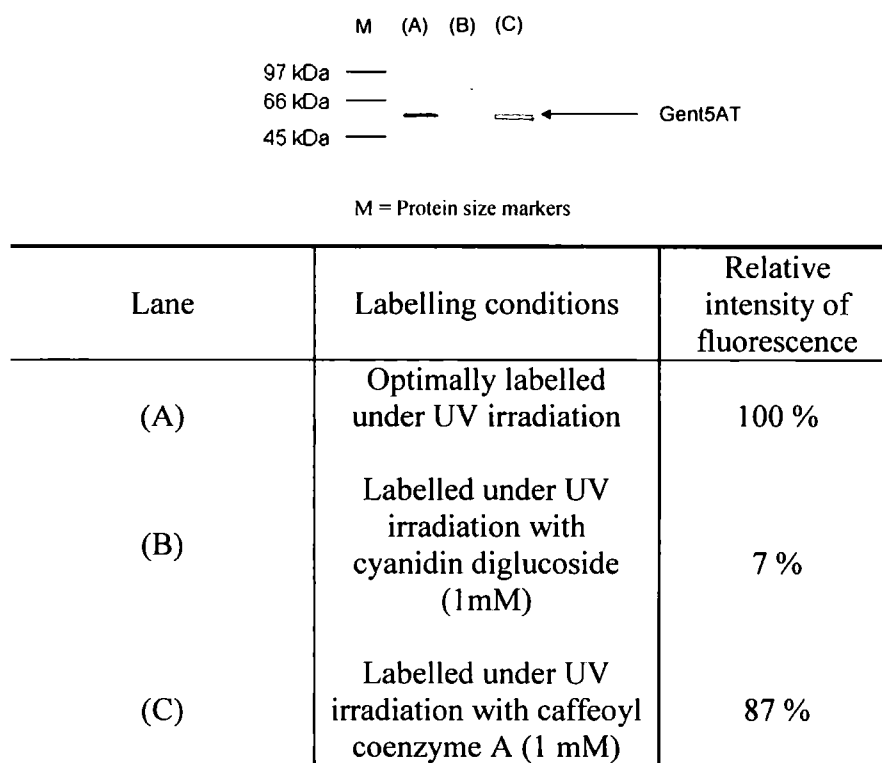 M (A) (B) (C)
97 kDa
66 kDa
Gent5AT
45 kDa
M = Protein size markers
Lane
Labelling conditions
Relative
intensity of
fluorescence
(A)
Optimally labelled
under UV irradiation
100 %
(B)
Labelled under UV
irradiation with
cyanidin diglucoside
(1mM)
7 %
(C)
Labelled under UV
irradiation with caffeoyl
coenzyme A (1 mM)
87 %